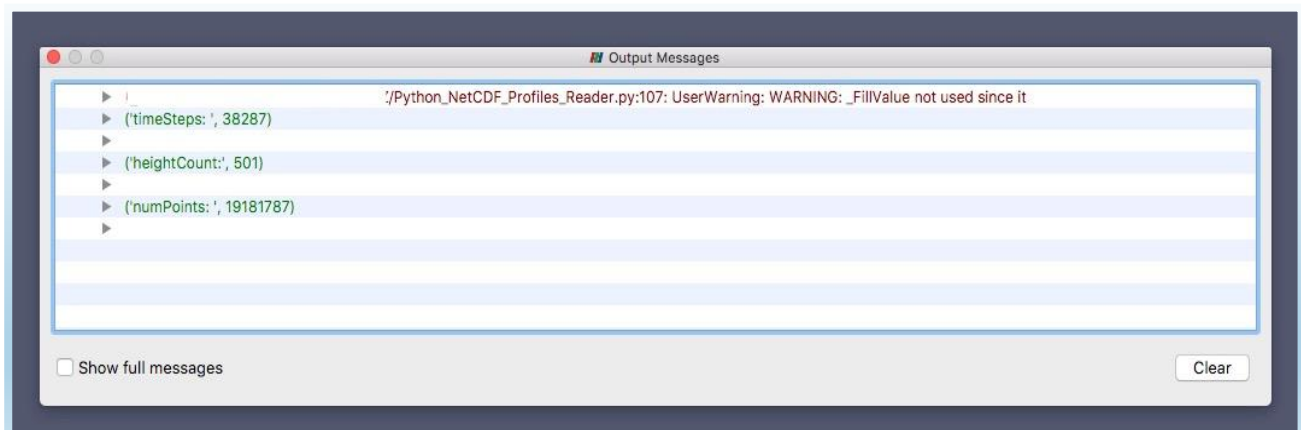 Output Messages
/Python_NetCDF_Profiles_Reader.py:107: UserWarning: WARNING: _FillValue not used since it
('timeSteps: ', 38287)
('heightCount:', 501)
('numPoints: ', 19181787)
Show full messages
Clear